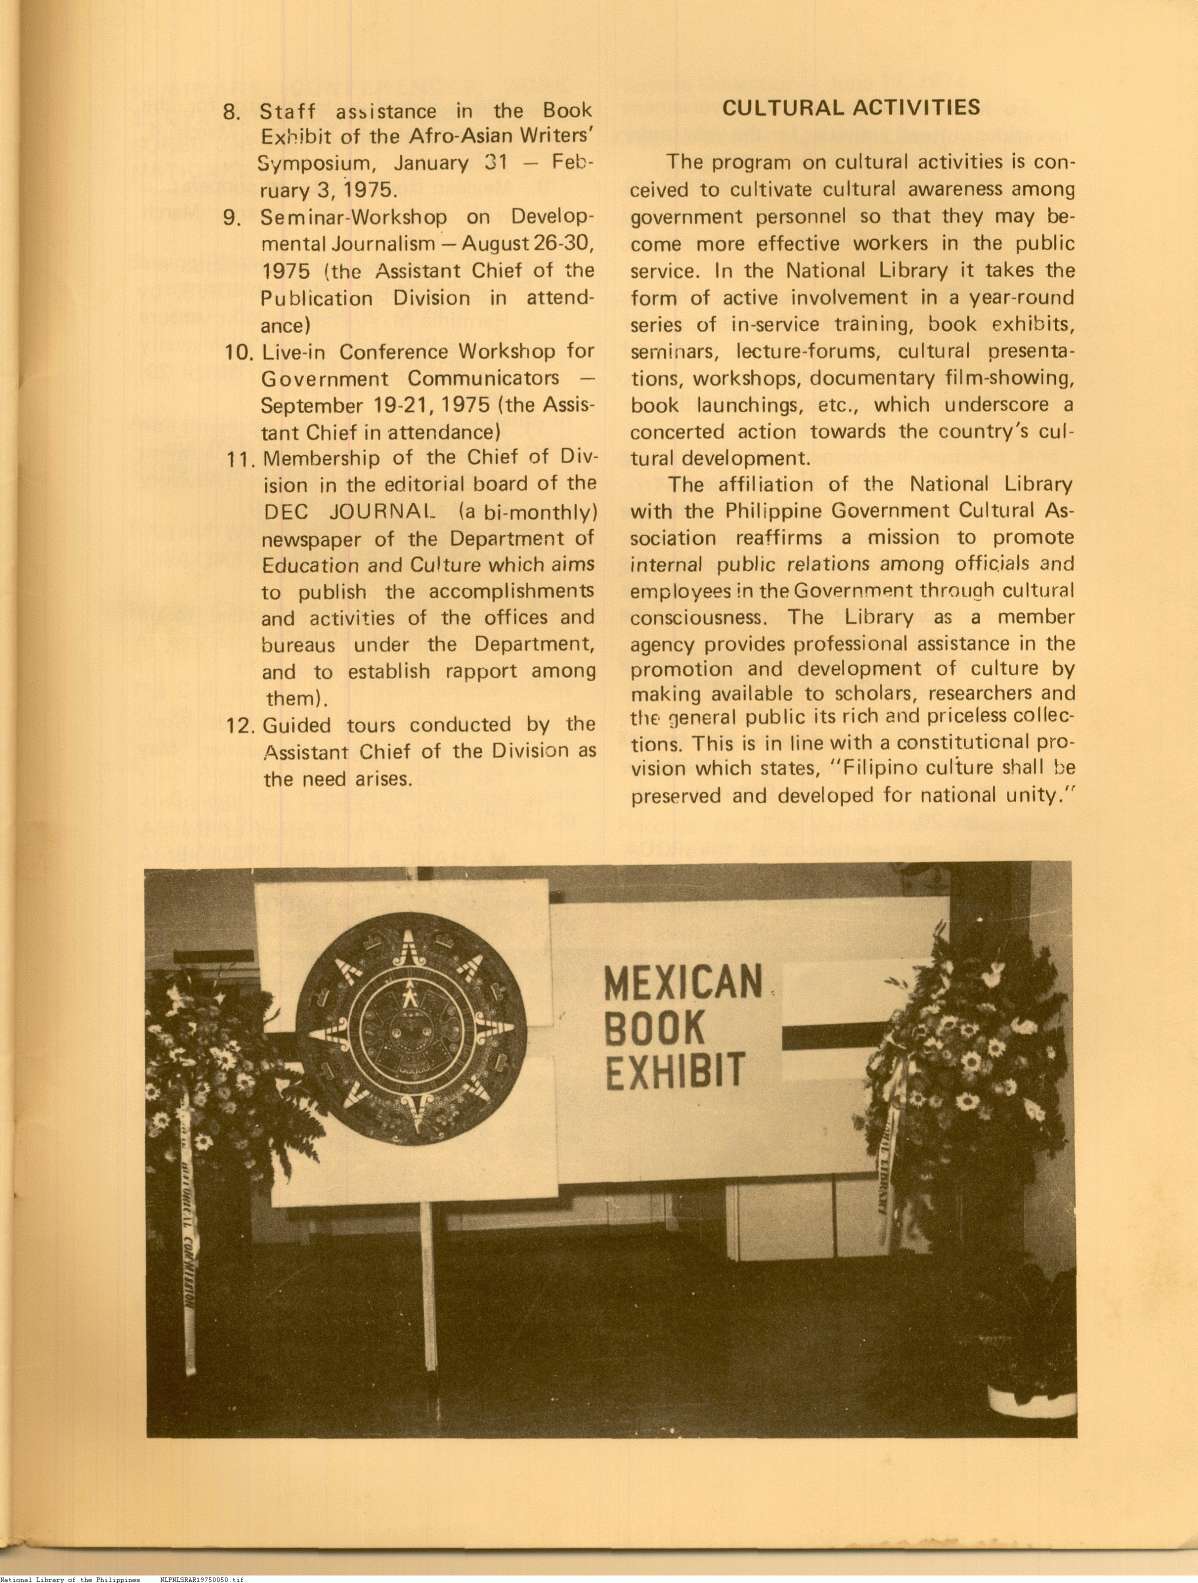 8. Staff assistance in the Book
Exhibit of the Afro-Asian Writers'
Symposium, January 31 — Feb-
ruary 3, 1975.
9. Seminar-Workshop on Develop-
mental Journalism — August 26-30,
1975 (the Assistant Chief of the
Publication Division in attend-
ance)
10. Live-in Conference Workshop for
Government Communicators —
September 19-21, 1975 (the Assis-
tant Chief in attendance)
11. Membership of the Chief of Div-
ision in the editorial board of the
DEC JOURNAL (a bi-monthly)
newspaper of the Department of
Education and Culture which aims
to publish the accomplishments
and activities of the offices and
bureaus under the Department,
and to establish rapport among
them).
12. Guided tours conducted by the
Assistant Chief of the Division as
the need arises.
CULTURAL ACTIVITIES
The program on cultural activities is con-
ceived to cultivate cultural awareness among
government personnel so that they may be-
come more effective workers in the public
service. In the National Library it takes the
form of active involvement in a year-round
series of in-service training, book exhibits,
seminars, lecture-forums, cultural presenta-
tions, workshops, documentary film-showing,
book launchings, etc., which underscore a
concerted action towards the country's cul-
tural development.
The affiliation of the National Library
with the Philippine Government Cultural As-
sociation reaffirms a mission to promote
internal public relations among officials and
employees in the Government through cultural
consciousness. The Library as a member
agency provides professional assistance in the
promotion and development of culture by
making available to scholars, researchers and
the general public its rich and priceless collec-
tions. This is in line with a constitutional pro-
vision which states, "Filipino culture shall be
preserved and developed for national unity."
MEXICAN
BOOK
EXHIBIT
HISTORICAL COMMISSION
LIBRARY
National Library of the Philippines NLPNLSRAR19750050.tif